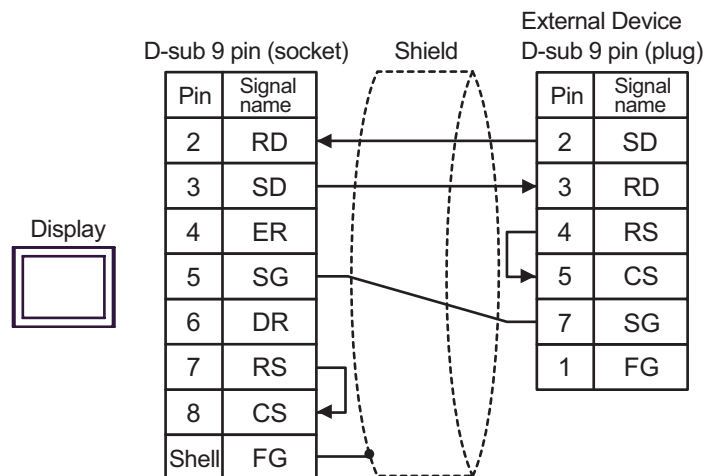 External Device
D-sub 9 pin (socket) Shield D-sub 9 pin (plug)
Pin Signal name Pin Signal name
2 RD 2 SD
3 SD 3 RD
4 ER 4 RS
Display
5 SG 5 CS
6 DR 7 SG
7 RS 1 FG
8 CS
Shell FG